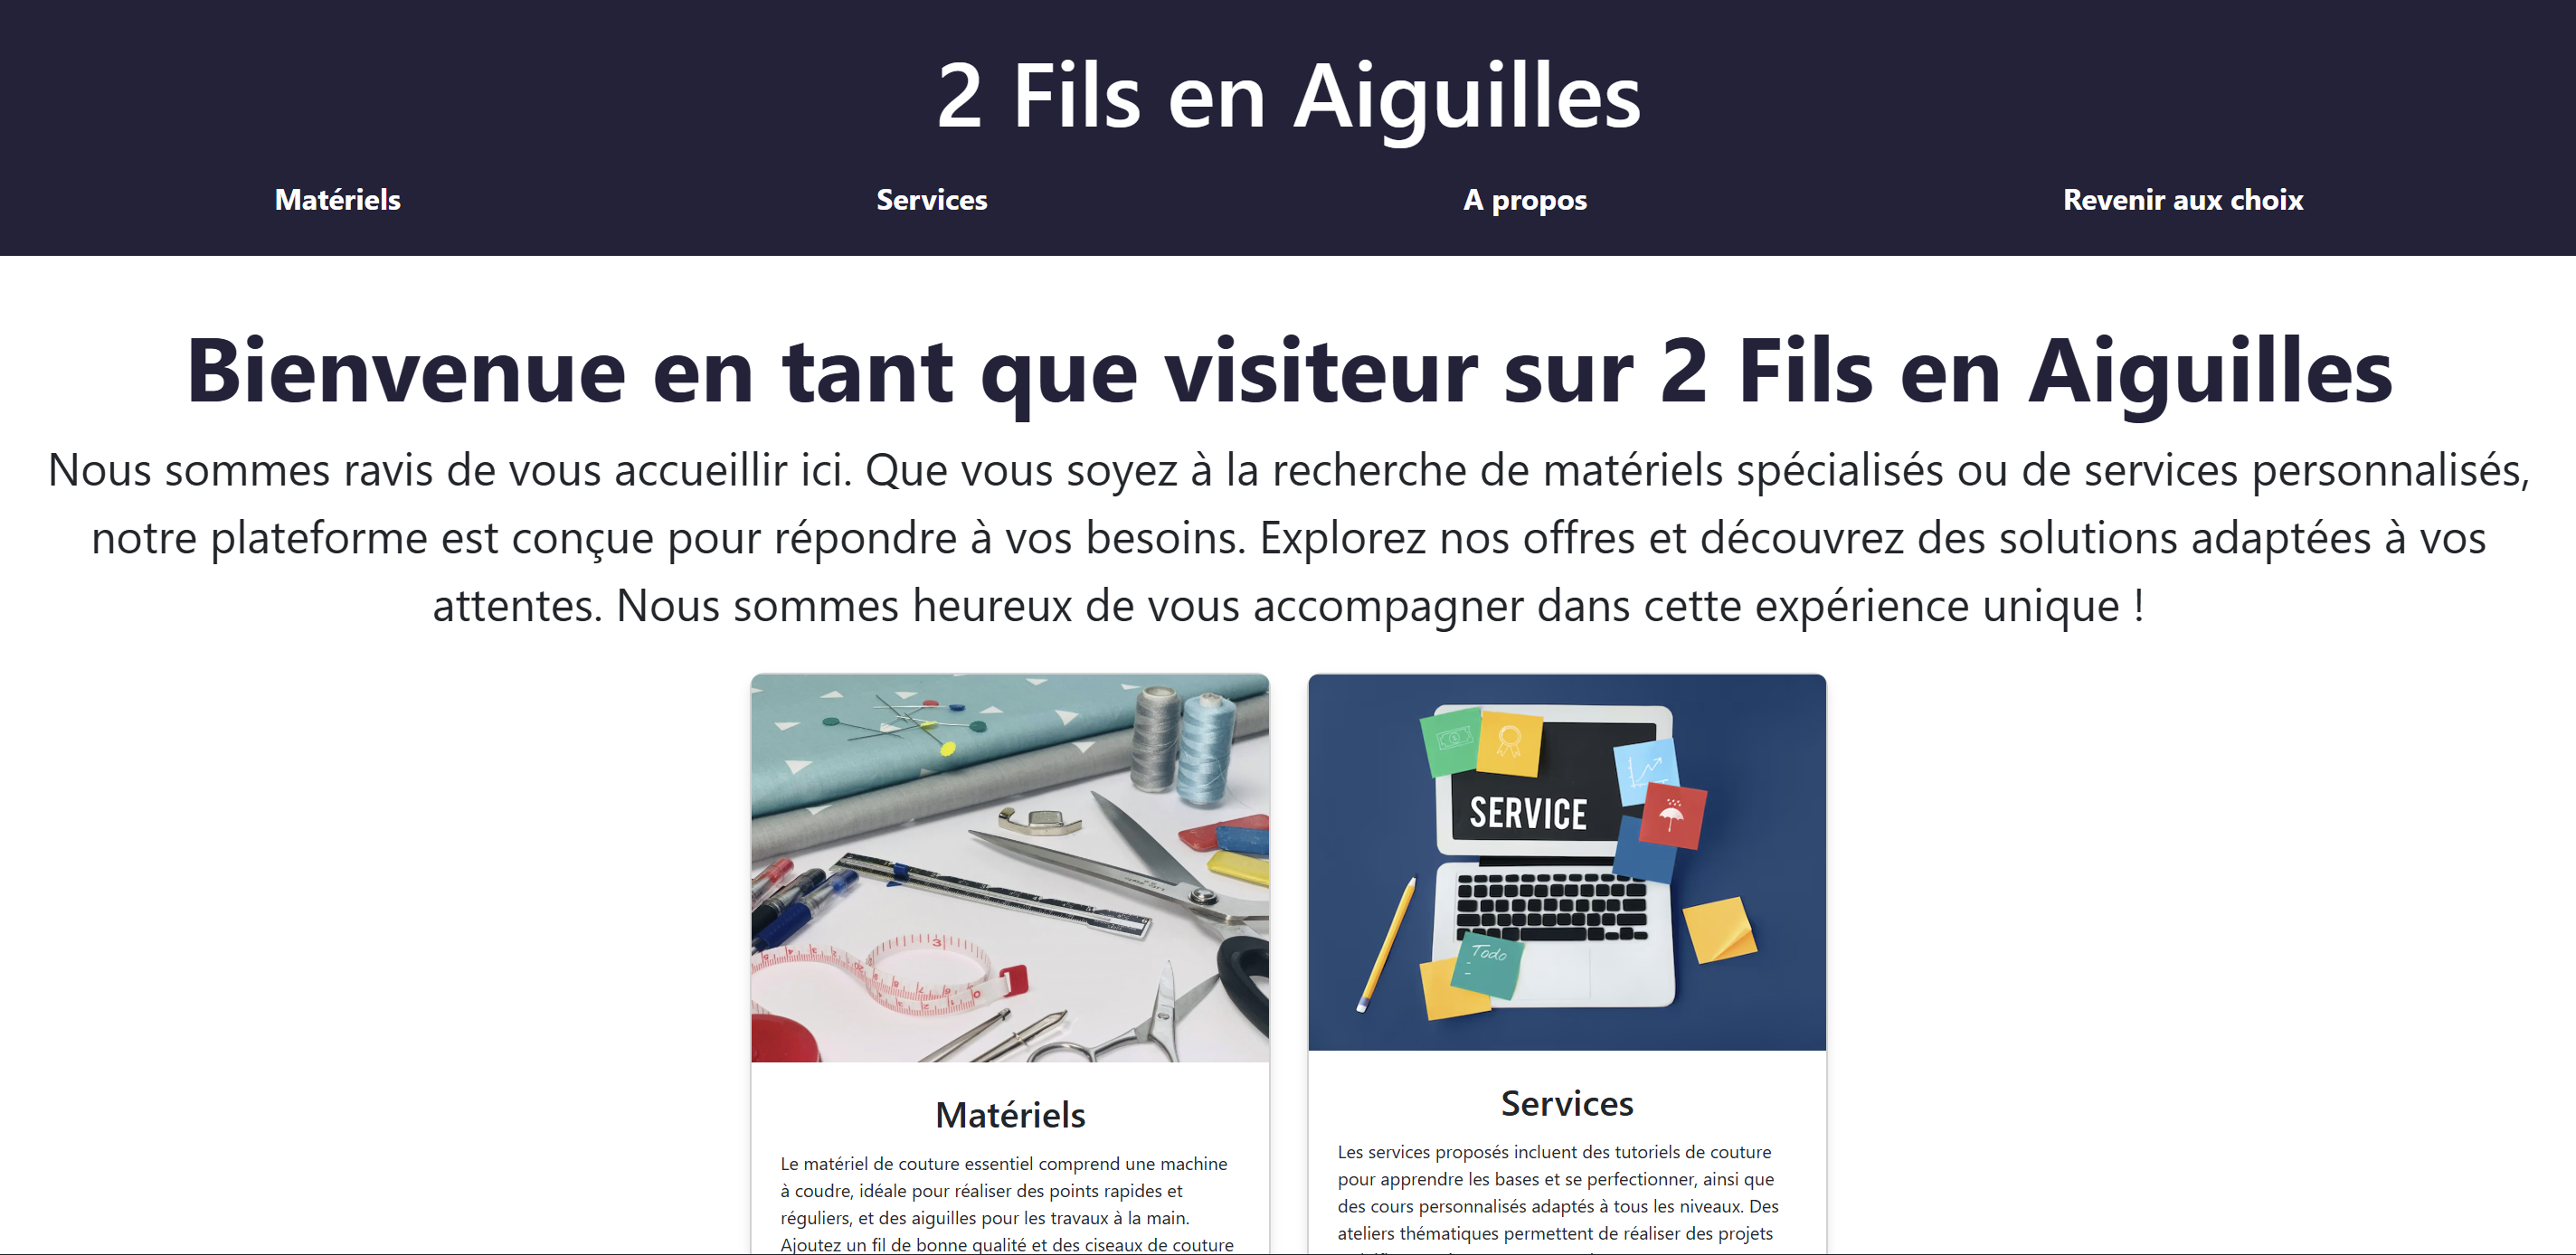 2 Fils en Aiguilles
Matériels
Services
A propos
Revenir aux choix
Bienvenue en tant que visiteur sur 2 Fils en Aiguilles
Nous sommes ravis de vous accueillir ici. Que vous soyez à la recherche de matériels spécialisés ou de services personnalisés,
notre plateforme est conçue pour répondre à vos besoins. Explorez nos offres et découvrez des solutions adaptées à vos
attentes. Nous sommes heureux de vous accompagner dans cette expérience unique !
SERVICE
Todo
Matériels
Le matériel de couture essentiel comprend une machine
à coudre, idéale pour réaliser des points rapides et
réguliers, et des aiguilles pour les travaux à la main.
Ajoutez un fil de bonne qualité et des ciseaux de couture
Services
Les services proposés incluent des tutoriels de couture
pour apprendre les bases et se perfectionner, ainsi que
des cours personnalisés adaptés à tous les niveaux. Des
ateliers thématiques permettent de réaliser des projets